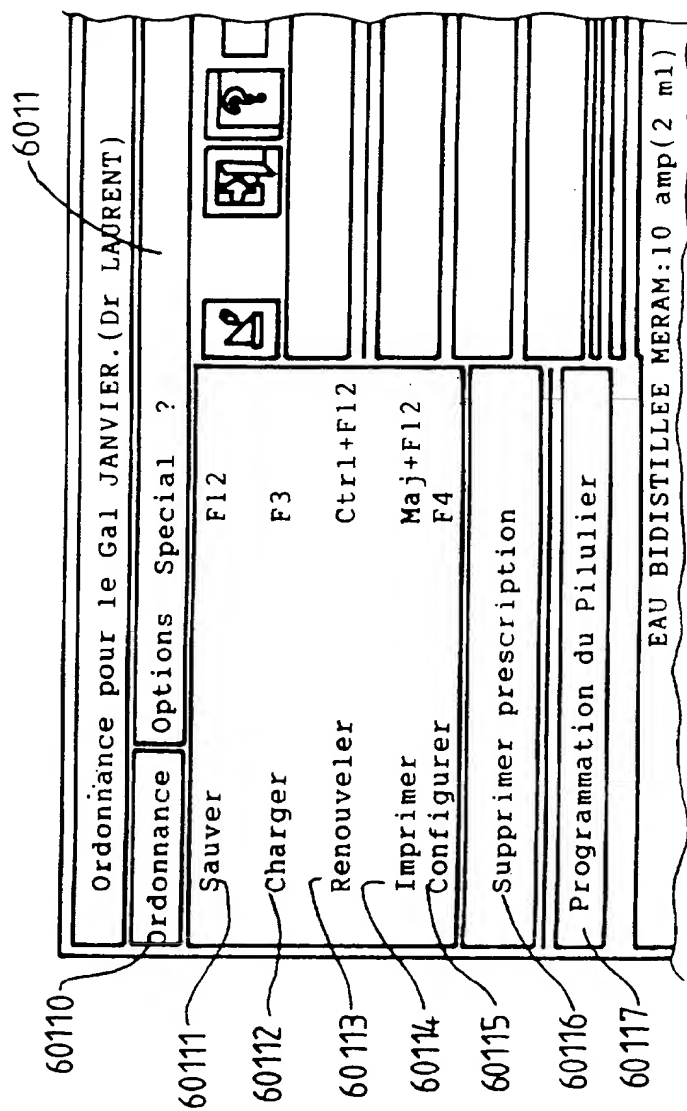 6011
Ordonnance pour le Gal JANVIER.(Dr LAURENT)
60110
Ordonnance Options Special ?
?
60111
Sauver F12
60112
Charger F3
60113
Renouveler Ctrl+F12
60114
Imprimer Maj+F12
60115
Configurer F4
60116
Supprimer prescription
60117
Programmation du Pilulier
EAU BIDISTILLEE MERAM:10 amp(2 ml)